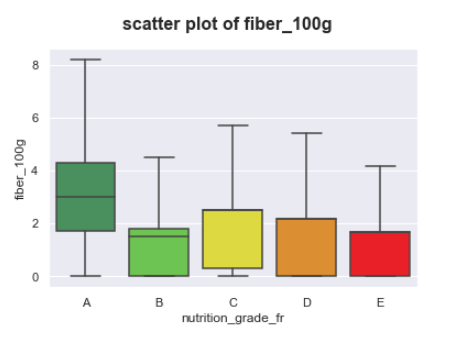 scatter plot of fiber_100g
fiber_100g
8
6
4
2
0
A B C D E
nutrition_grade_fr